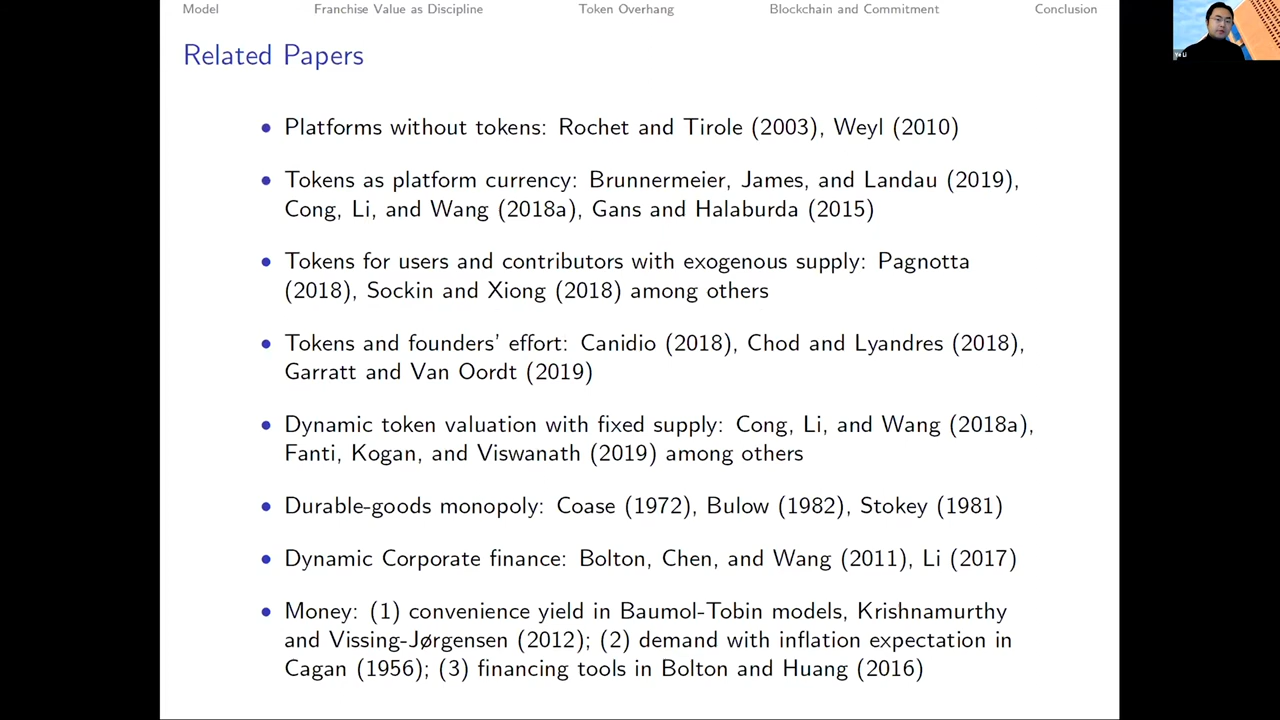 Model Franchise Value as Discipline Token Overhang Blockchain and Commitment Conclusion
Related Papers
• Platforms without tokens: Rochet and Tirole (2003), Weyl (2010)
• Tokens as platform currency: Brunnermeier, James, and Landau (2019),
Cong, Li, and Wang (2018a), Gans and Halaburda (2015)
• Tokens for users and contributors with exogenous supply: Pagnotta
(2018), Sockin and Xiong (2018) among others
• Tokens and founders' effort: Canidio (2018), Chod and Lyandres (2018),
Garratt and Van Oordt (2019)
• Dynamic token valuation with fixed supply: Cong, Li, and Wang (2018a),
Fanti, Kogan, and Viswanath (2019) among others
• Durable-goods monopoly: Coase (1972), Bulow (1982), Stokey (1981)
• Dynamic Corporate finance: Bolton, Chen, and Wang (2011), Li (2017)
• Money: (1) convenience yield in Baumol-Tobin models, Krishnamurthy
and Vissing-Jørgensen (2012); (2) demand with inflation expectation in
Cagan (1956); (3) financing tools in Bolton and Huang (2016)
Ye Li